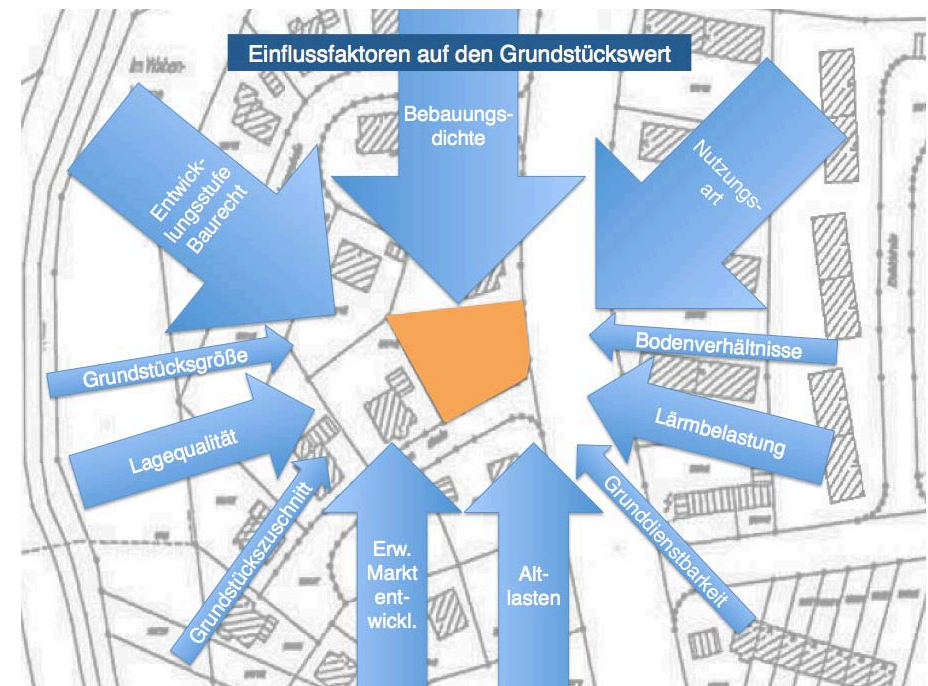 Einflussfaktoren auf den Grundstückswert
Bebauungs-
dichte
Entwick-
lungsstufe
Baurecht
Nutzungs-
art
Grundstücksgröße
Bodenverhältnisse
Lagequalität
Lärmbelastung
Grundstückszuschnitt
Erw.
Markt
ent-
wickl.
Alt-
lasten
Grunddienstbarkeit